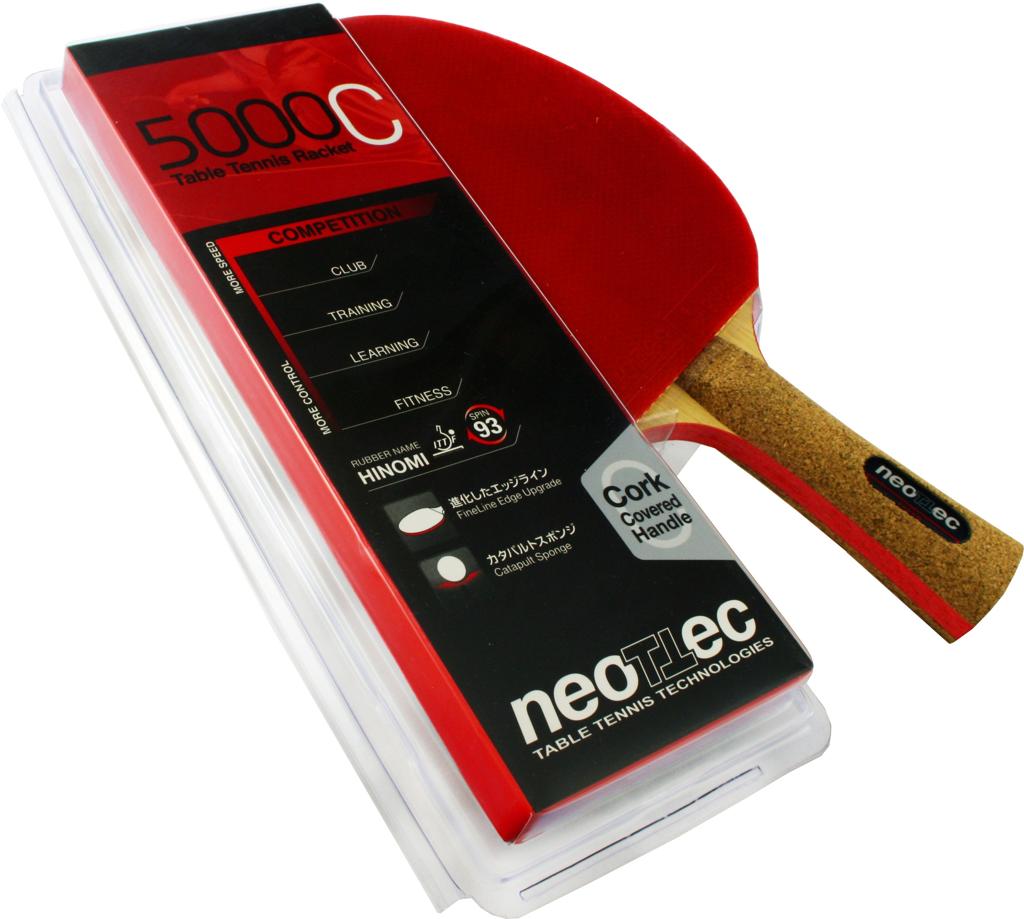 5000C
Table Tennis Racket
COMPETITION
MORE SPEED
CLUB
TRAINING
LEARNING
MORE CONTROL
FITNESS
RUBBER NAME
HINOMI
ITTF
SPIN
93
進化したエッジライン
FineLine Edge Upgrade
カタパルトスポンジ
Catapult Sponge
Cork
Covered
Handle
neoTTec
TABLE TENNIS TECHNOLOGIES
neoTTec